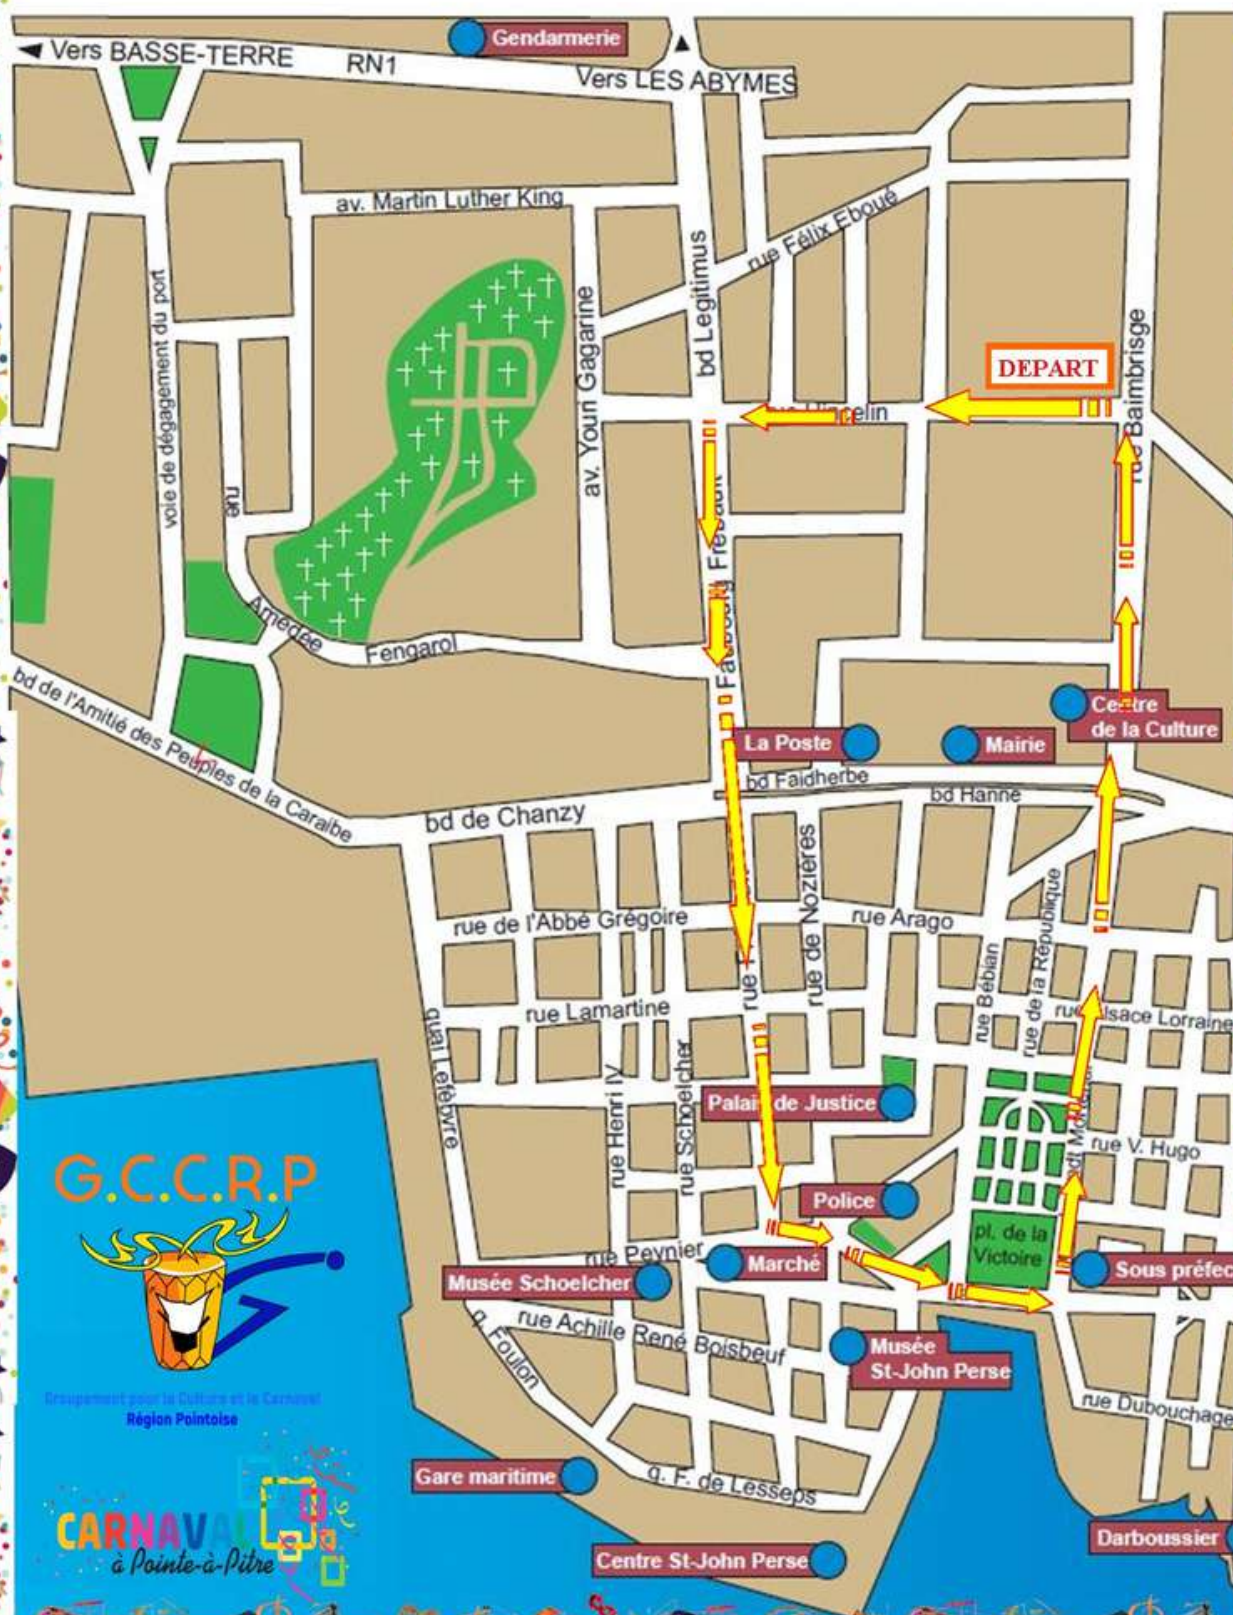 Gendarmerie
Vers BASSE-TERRE
RN1
Vers LES ABYMES
av. Martin Luther King
rue Félix Eboué
bd Legitimus
av. Youri Gagarine
voie de dégagement du port
rue Baimbrisge
DEPART
rue
Amédée
Fengarol
Faubourg Frébault
bd de l'Amitié des Peuples de la Caraïbe
Centre
de la Culture
La Poste
Mairie
bd Faidherbe
bd Hanne
bd de Chanzy
rue de Nozières
rue de l'Abbé Grégoire
rue Arago
rue de la République
rue Bébian
rue
rue Lamartine
rue Alsace Lorraine
quai Lefèbvre
rue Henri IV
rue Schoelcher
Palais de Justice
rue V. Hugo
G.C.C.R.P
Police
pl. de la
Victoire
rue Peynier
Marché
Musée Schoelcher
Sous préfec
q. Foulon
rue Achille René Boisbeuf
Musée
St-John Perse
rue Dubouchage
Groupement pour la Culture et le Carnaval
Région Pointoise
Gare maritime
q. F. de Lesseps
CARNAVAL
à Pointe-à-Pitre
Centre St-John Perse
Darboussier